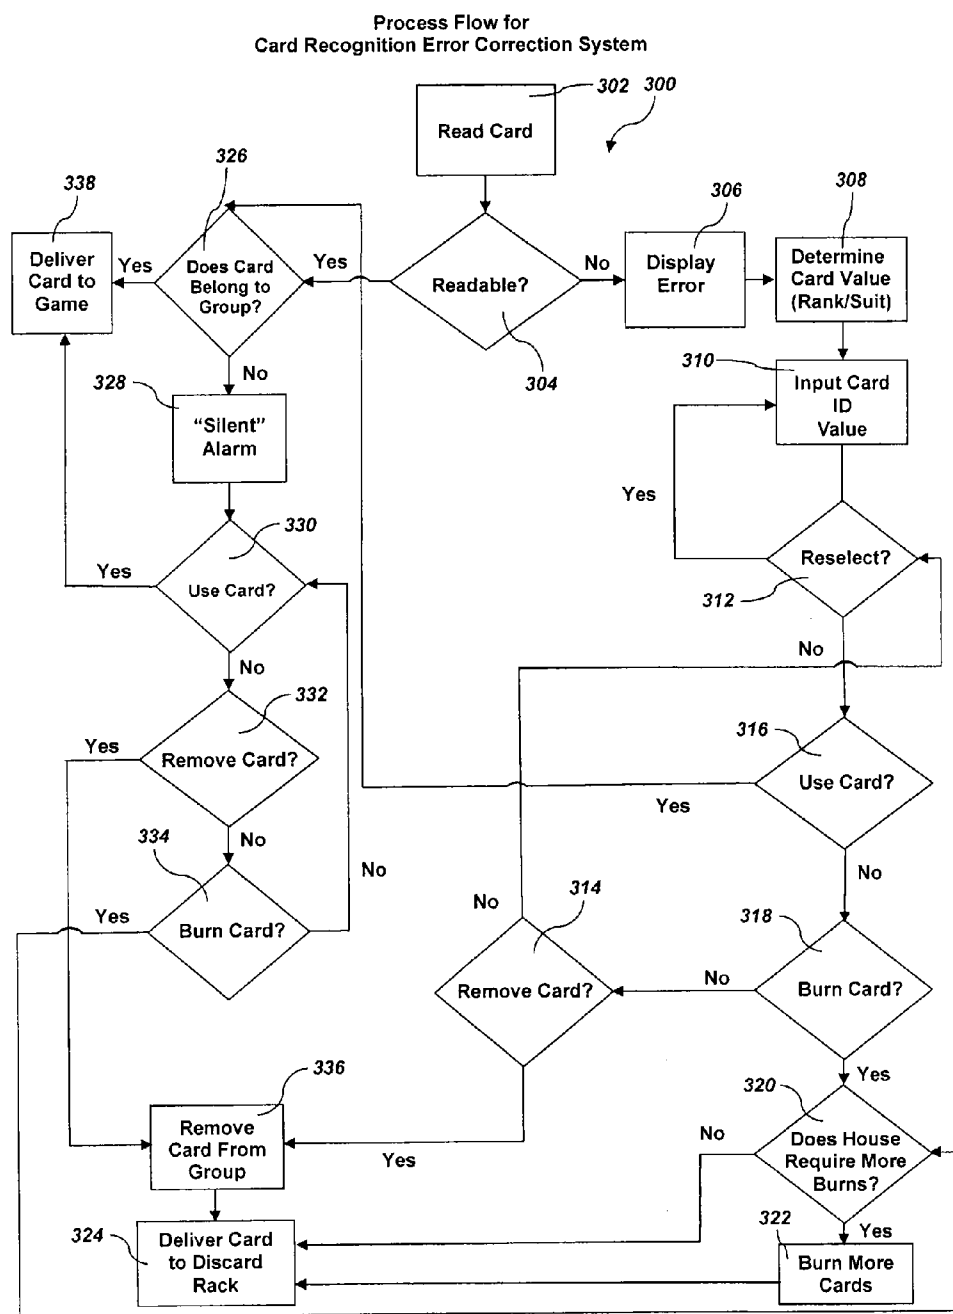 Process Flow for
Card Recognition Error Correction System
302
300
Read Card
326
338
306
308
Deliver
Card to
Game
Yes
Does Card
Belong to
Group?
Yes
Readable?
No
Display
Error
Determine
Card Value
(Rank/Suit)
304
No
328
310
"Silent"
Alarm
Input Card
ID
Value
Yes
330
Yes
Use Card?
Reselect?
312
No
No
332
316
Yes
Remove Card?
Use Card?
Yes
334
No
No
No
Yes
Burn Card?
314
318
No
Remove Card?
No
Burn Card?
336
Yes
320
Remove
Card From
Group
Yes
No
Does House
Require More
Burns?
324
Deliver Card
to Discard
Rack
322
Yes
Burn More
Cards